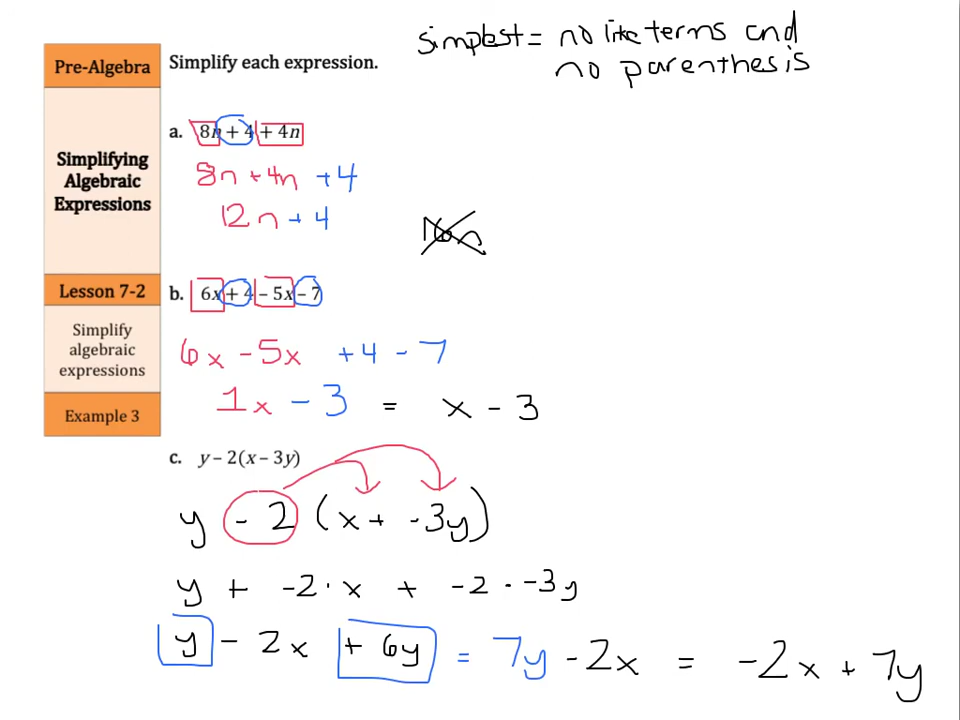 simplest = no like terms and
no parenthesis
Pre-Algebra
Simplify each expression.
Simplifying
Algebraic
Expressions
a. 8n + 4 + 4n
8n + 4n + 4
12n + 4
16n
Lesson 7-2
b. 6x + 4 – 5x – 7
Simplify
algebraic
expressions
6x - 5x + 4 - 7
1x - 3 = x - 3
Example 3
c. y – 2(x – 3y)
y - 2 (x + -3y)
y + -2 · x + -2 · -3y
y - 2x + 6y = 7y - 2x = -2x + 7y